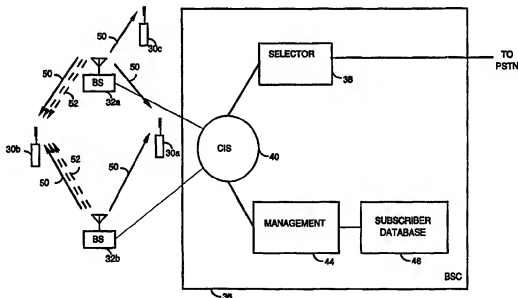 50
30c
SELECTOR
TO
PSTN
50
BS
50
38
52
32a
CIS
30b
52
50
30a
40
50
BS
MANAGEMENT
SUBSCRIBER
DATABASE
32b
44
46
BSC
36